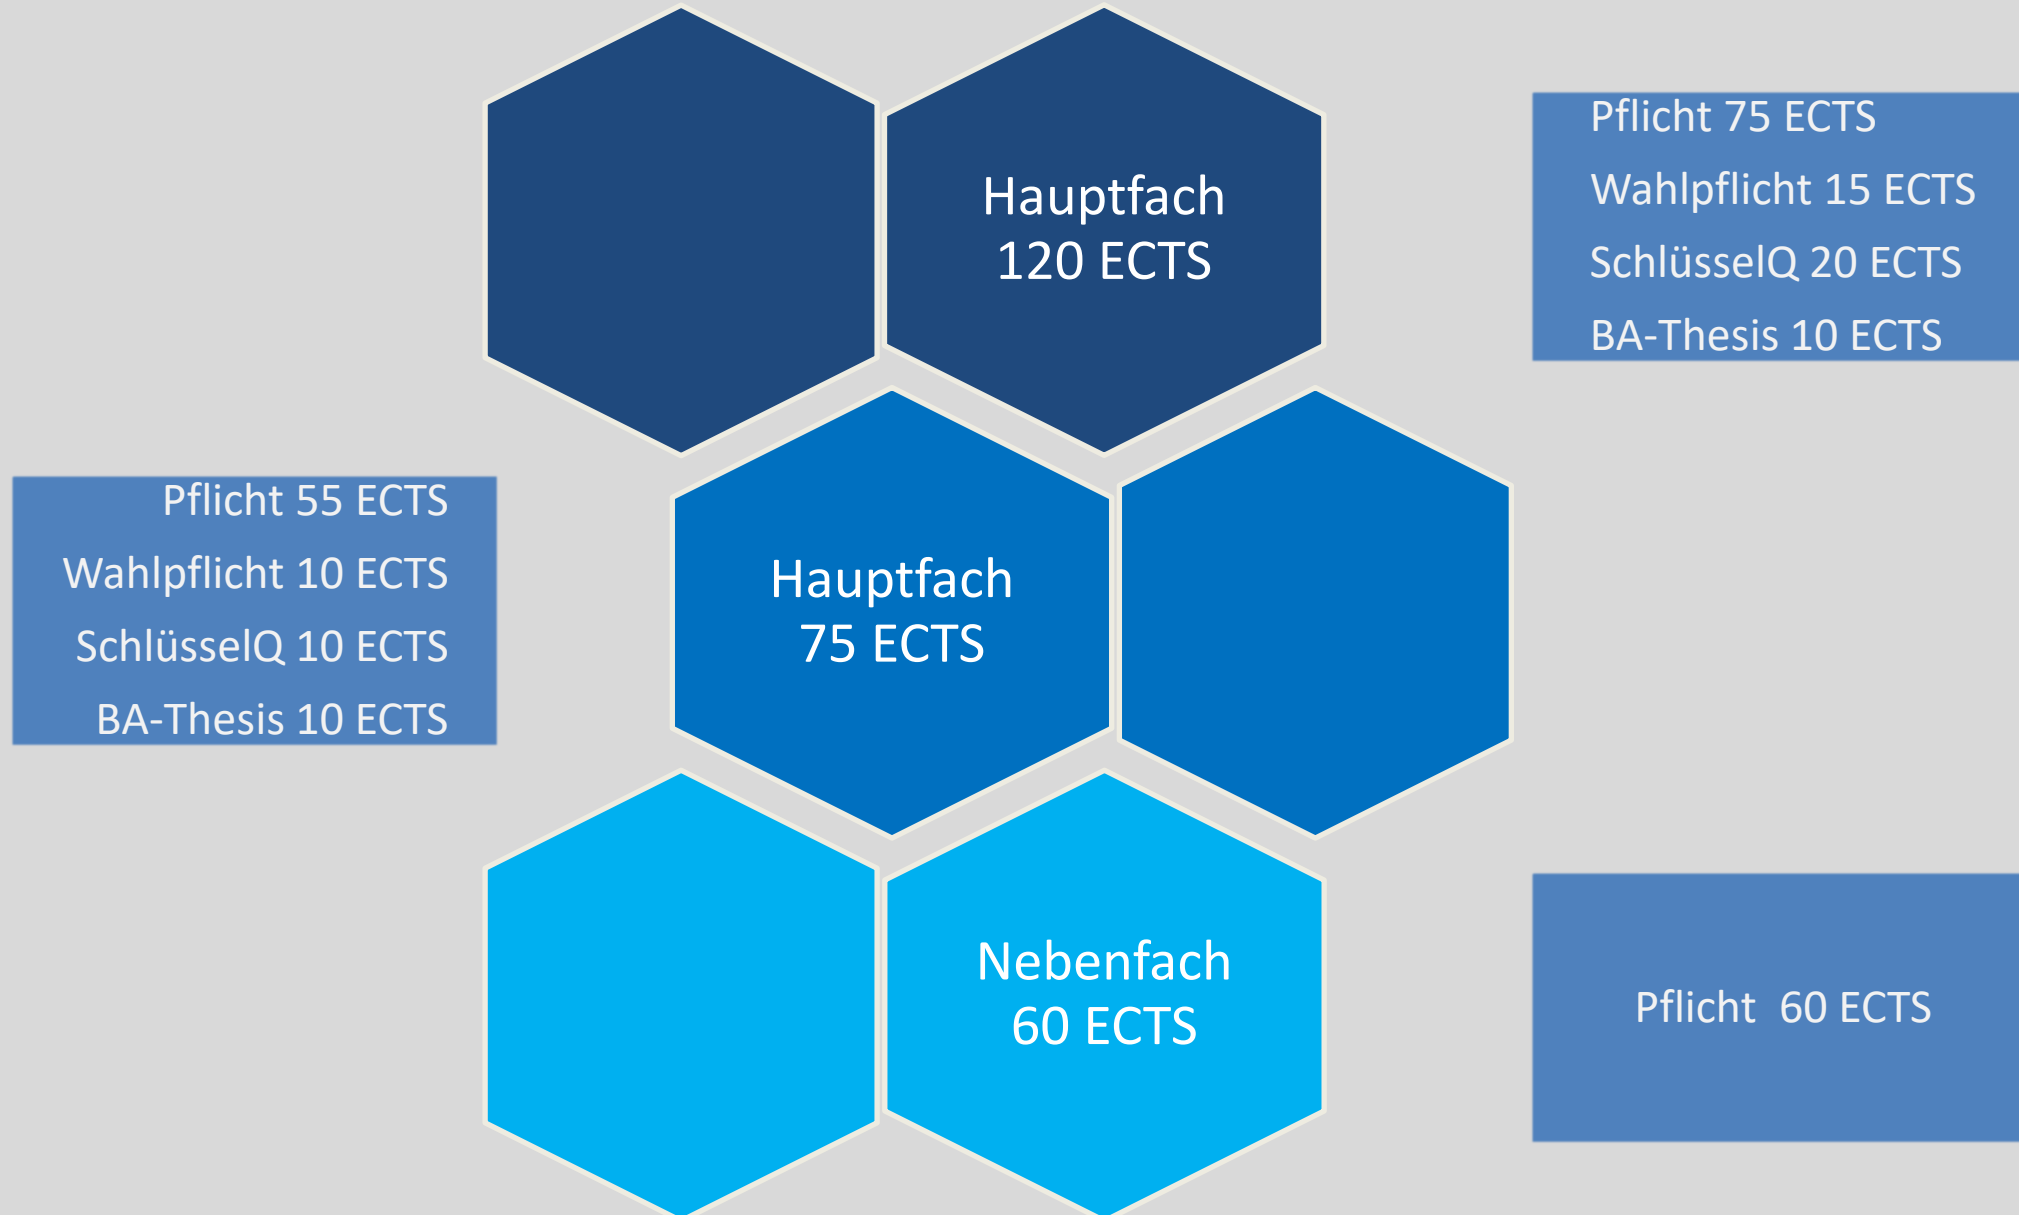 Hauptfach
120 ECTS
Pflicht 75 ECTS
Wahlpflicht 15 ECTS
SchlüsselQ 20 ECTS
BA-Thesis 10 ECTS
Pflicht 55 ECTS
Wahlpflicht 10 ECTS
SchlüsselQ 10 ECTS
BA-Thesis 10 ECTS
Hauptfach
75 ECTS
Nebenfach
60 ECTS
Pflicht  60 ECTS